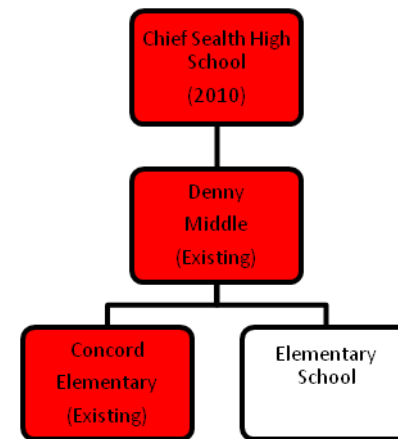 Chief Sealth High
School
(2010)
Denny
Middle
(Existing)
Concord
Elementary
(Existing)
Elementary
School